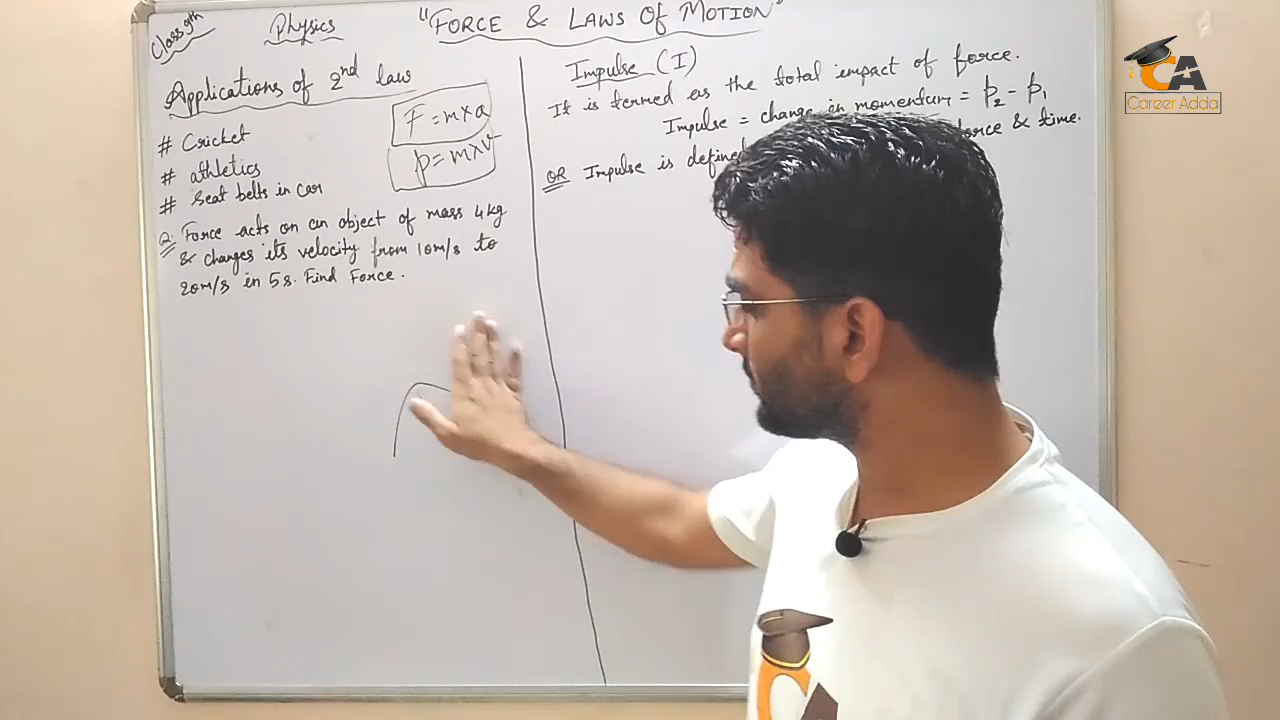 Class 9th
Physics
"FORCE & LAWS OF MOTION"
Applications of 2nd law
# Cricket
# athletics
# Seat belts in car
F = m×a
p = m×v
Q. Force acts on an object of mass 4kg
& changes its velocity from 10m/s to
20m/s in 5s. Find Force.
Impulse (I)
It is termed as the total impact of force.
Impulse = change in momentum = p₂ - p₁
OR Impulse is defined force & time.
CA
Career Adda